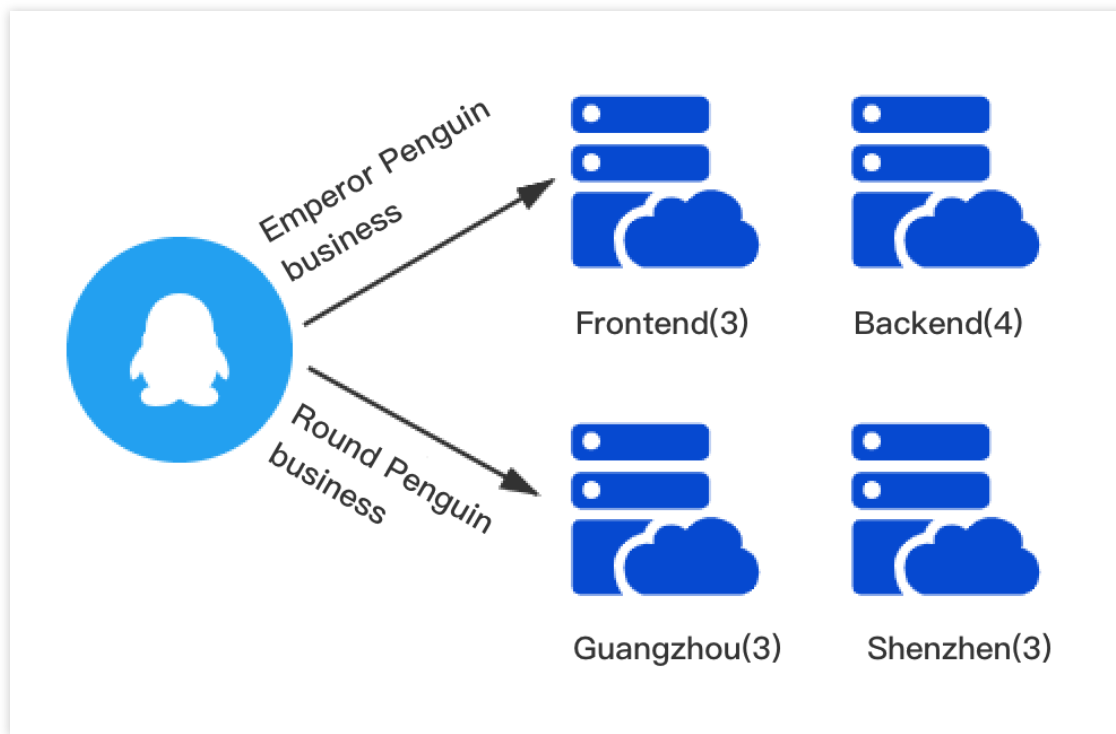 Emperor Penguin
business
Frontend(3)
Backend(4)
Round Penguin
business
Guangzhou(3)
Shenzhen(3)